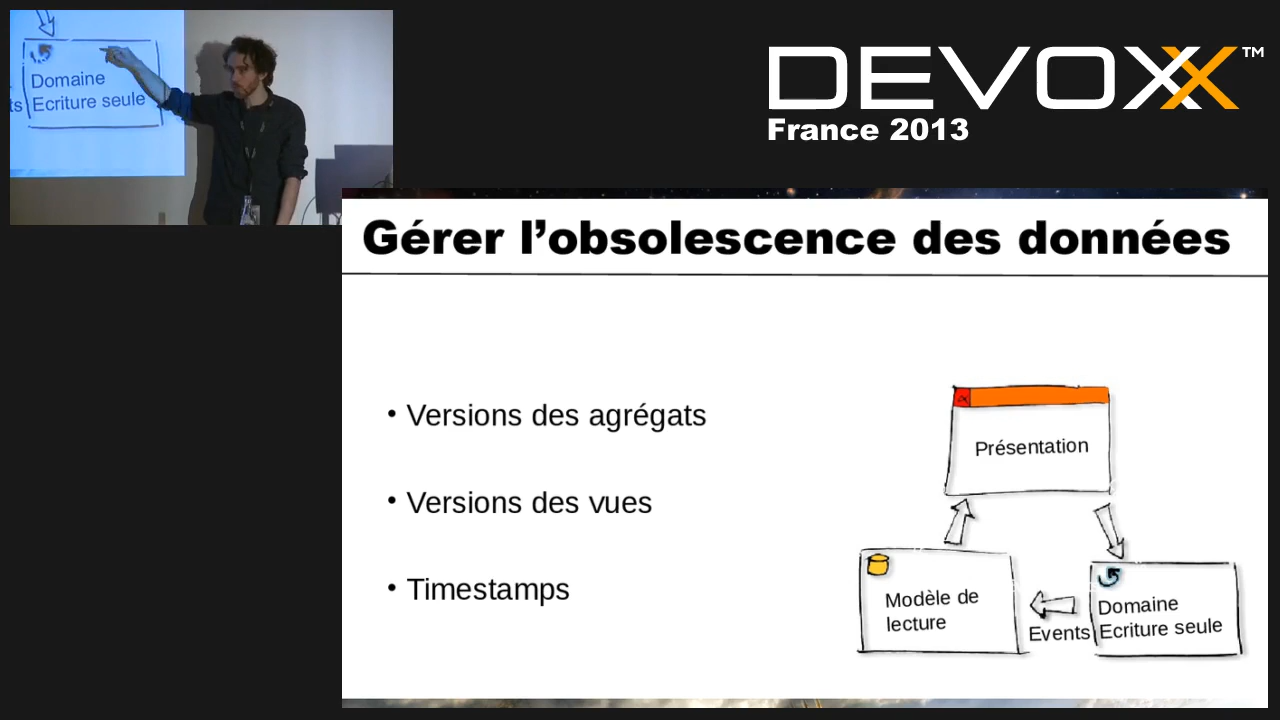 Domaine
ts Ecriture seule
DEVOXX™
France 2013
Gérer l’obsolescence des données
• Versions des agrégats
• Versions des vues
• Timestamps
Présentation
Modèle de
lecture
Events
Domaine
Ecriture seule